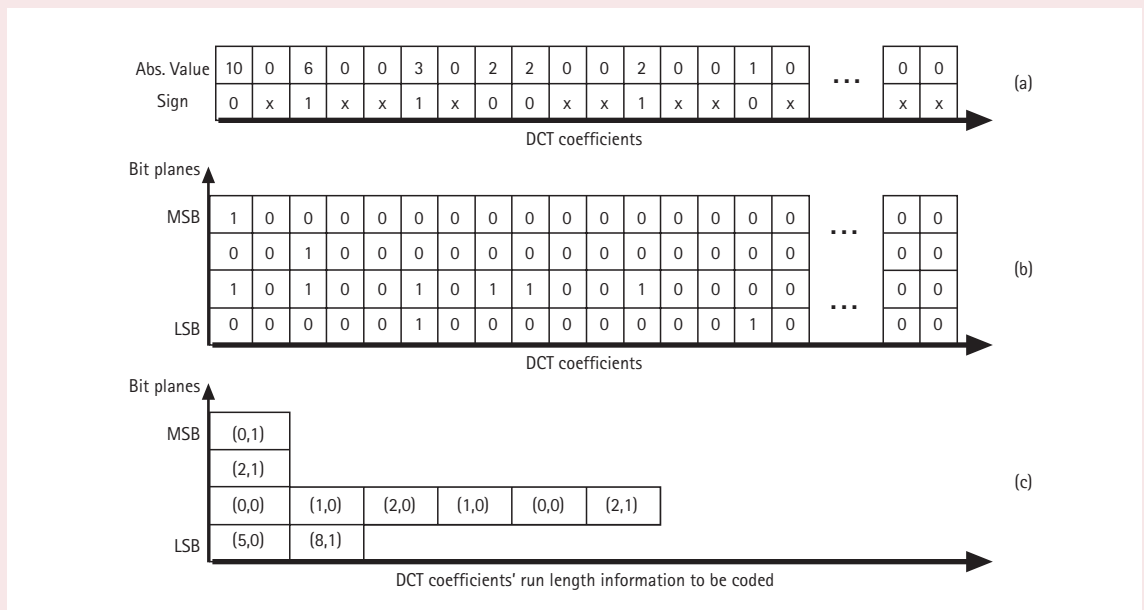 Abs. Value 10 0 6 0 0 3 0 2 2 0 0 2 0 0 1 0 ... 0 0
(a)
Sign 0 x 1 x x 1 x 0 0 x x 1 x x 0 x x x
DCT coefficients
Bit planes
MSB 1 0 0 0 0 0 0 0 0 0 0 0 0 0 0 0 ... 0 0
0 0 1 0 0 0 0 0 0 0 0 0 0 0 0 0 0 0
(b)
1 0 1 0 0 1 0 1 1 0 0 1 0 0 0 0 ... 0 0
LSB 0 0 0 0 0 1 0 0 0 0 0 0 0 0 1 0 0 0
DCT coefficients
Bit planes
MSB (0,1)
(2,1)
(c)
(0,0) (1,0) (2,0) (1,0) (0,0) (2,1)
LSB (5,0) (8,1)
DCT coefficients' run length information to be coded